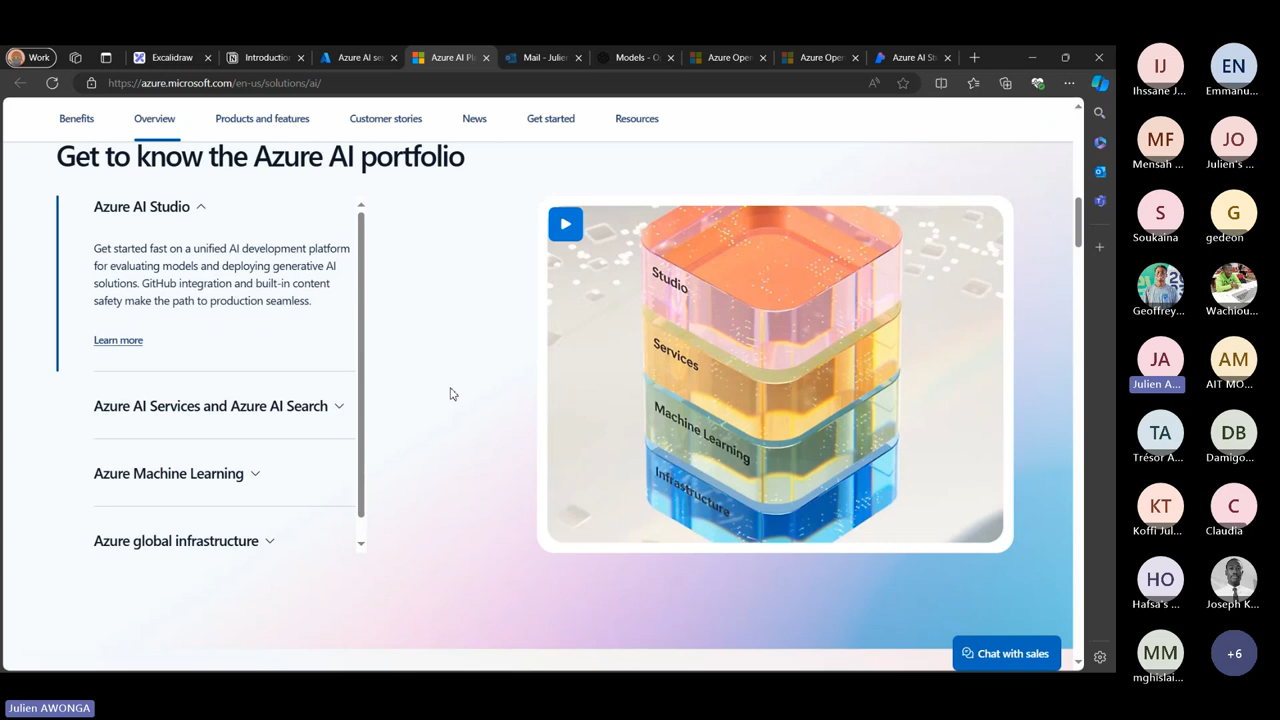 Work
Excalidraw
Introduction
Azure AI se
Azure AI Pl
Mail - Julien
Models - O
Azure Open
Azure Open
Azure AI St
https://azure.microsoft.com/en-us/solutions/ai/
Benefits
Overview
Products and features
Customer stories
News
Get started
Resources
Get to know the Azure AI portfolio
Azure AI Studio
Get started fast on a unified AI development platform
for evaluating models and deploying generative AI
solutions. GitHub integration and built-in content
safety make the path to production seamless.
Learn more
Azure AI Services and Azure AI Search
Azure Machine Learning
Azure global infrastructure
Studio
Services
Machine Learning
Infrastructure
Chat with sales
IJ
Ihssane J...
EN
Emmanu...
MF
Mensah ...
JO
Julien's ...
S
Soukaina
G
gedeon
Geoffrey...
Wachiou...
JA
Julien A...
AM
AIT MO...
TA
Trésor A...
DB
Damigo...
KT
Koffi Jul...
C
Claudia
HO
Hafsa's ...
Joseph K...
MM
mghislai...
+6
Julien AWONGA